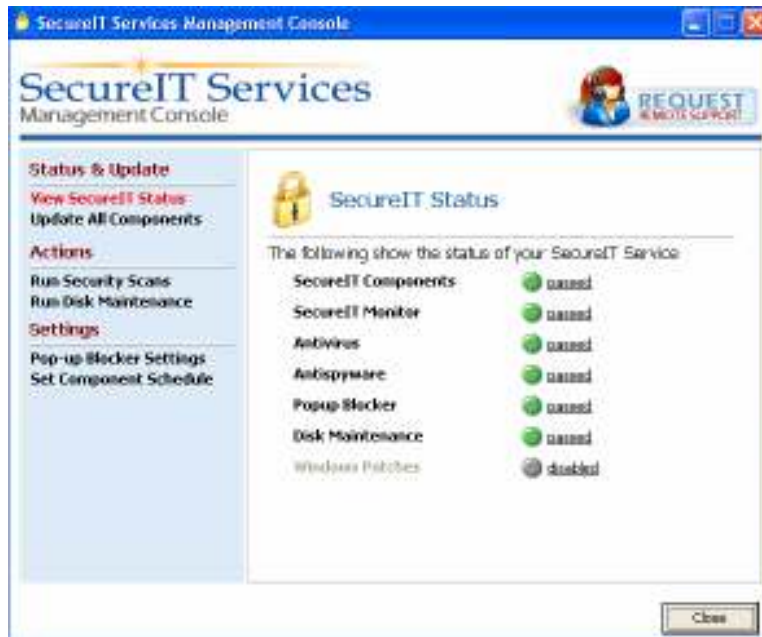 SecureIT Services Management Console
SecureIT Services
Management Console
REQUEST
REMOTE SUPPORT
Status & Update
View SecureIT Status
Update All Components
Actions
Run Security Scans
Run Disk Maintenance
Settings
Pop-up Blocker Settings
Set Component Schedule
SecureIT Status
The following show the status of your SecureIT Service
SecureIT Components passed
SecureIT Monitor passed
Antivirus passed
Antispyware passed
Popup Blocker passed
Disk Maintenance passed
Windows Patches disabled
Close